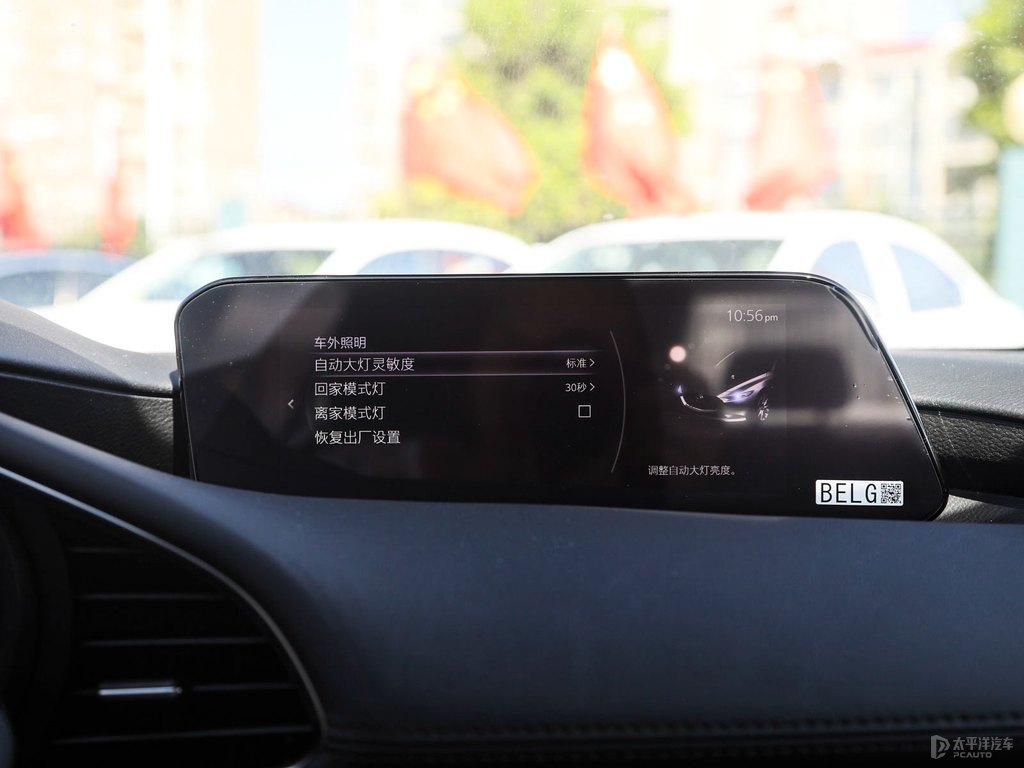 10:56pm
车外照明
自动大灯灵敏度 标准
回家模式灯 30秒
离家模式灯
恢复出厂设置
调整自动大灯亮度。
BELG
太平洋汽车
PCAUTO